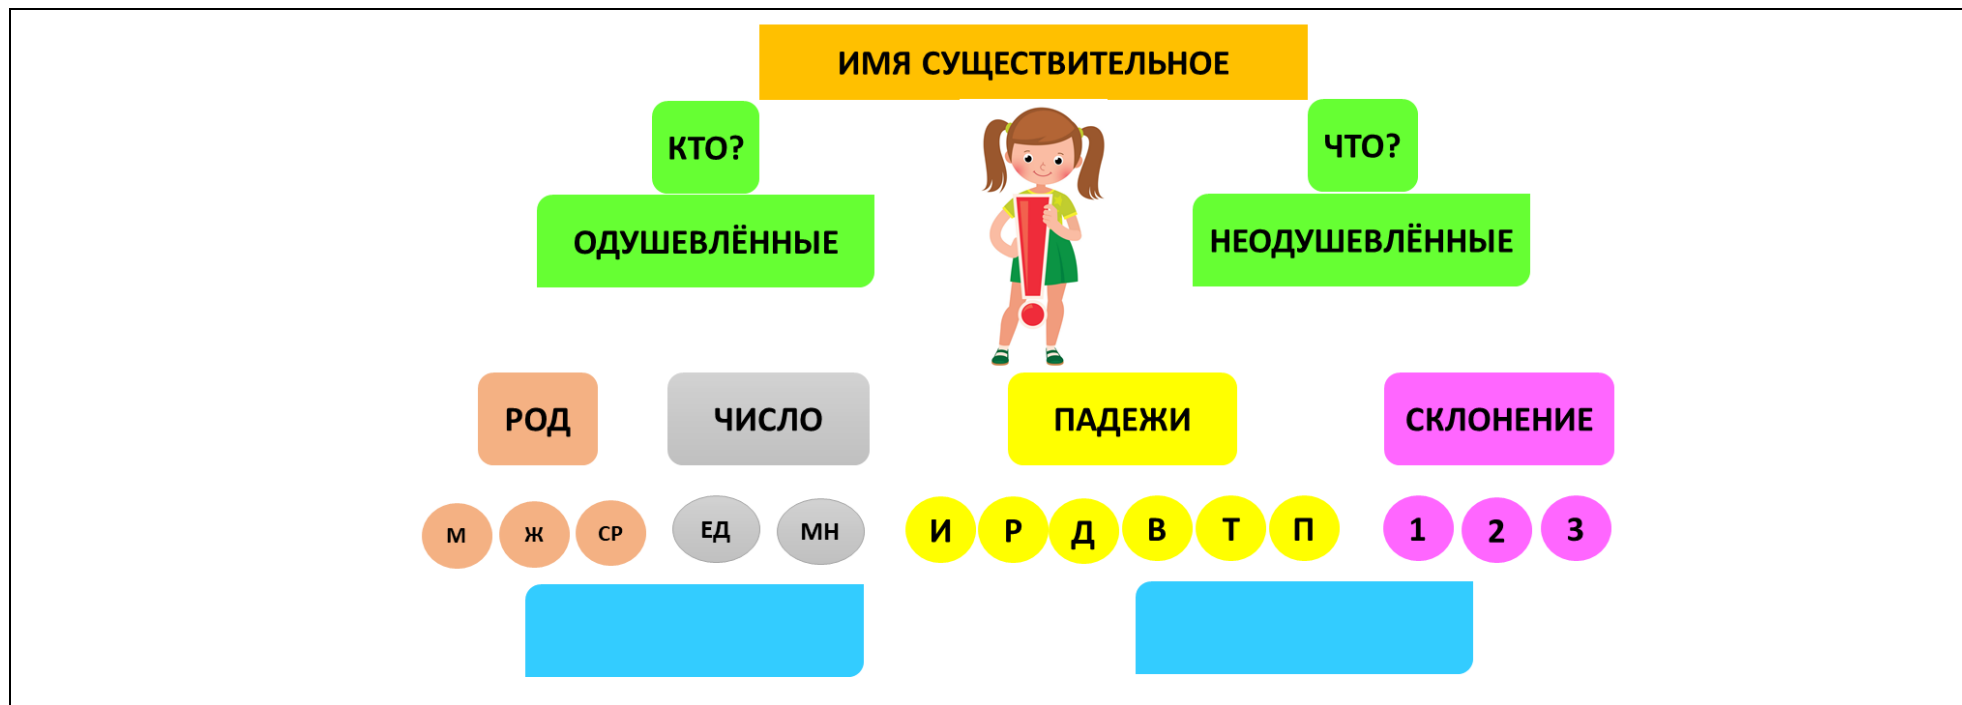 ИМЯ СУЩЕСТВИТЕЛЬНОЕ
КТО?
ЧТО?
ОДУШЕВЛЁННЫЕ
НЕОДУШЕВЛЁННЫЕ
РОД
ЧИСЛО
ПАДЕЖИ
СКЛОНЕНИЕ
М Ж СР
ЕД МН
И Р Д В Т П
1 2 3